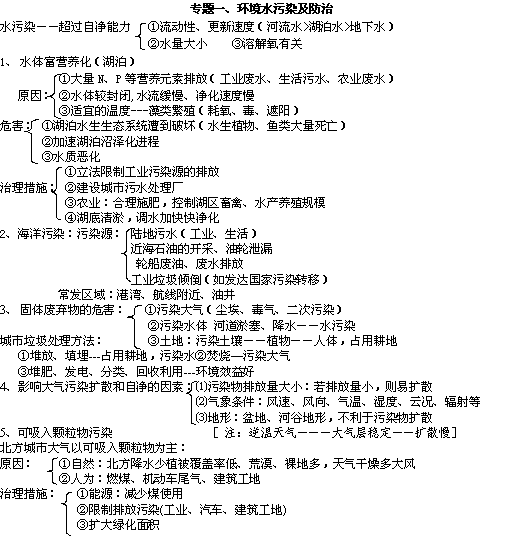 专题一、环境水污染及防治
水污染——超过自净能力 ①流动性、更新速度(河流水>湖泊水>地下水)
②水量大小 ③溶解氧有关
1、 水体富营养化(湖泊)
①大量 N、P 等营养元素排放(工业废水、生活污水、农业废水)
原因: ②水体较封闭,水流缓慢、净化速度慢
③适宜的温度---藻类繁殖(耗氧、毒、遮阳)
危害: ①湖泊水生生态系统遭到破坏(水生植物、鱼类大量死亡)
②加速湖泊沼泽化进程
③水质恶化
①立法限制工业污染源的排放
治理措施: ②建设城市污水处理厂
③农业:合理施肥,控制湖区畜禽、水产养殖规模
④湖底清淤,调水加快快净化
2、海洋污染:污染源: 陆地污水(工业、生活)
近海石油的开采、油轮泄漏
轮船废油、废水排放
工业垃圾倾倒(如发达国家污染转移)
常发区域:港湾、航线附近、油井
3、 固体废弃物的危害: ①污染大气(尘埃、毒气、二次污染)
②污染水体 河道淤塞、降水——水污染
城市垃圾处理方法: ③土地:污染土壤——植物——人体,占用耕地
①堆放、填埋---占用耕地,污染水②焚烧—污染大气
③堆肥、发电、分类、回收利用---环境效益好
4、影响大气污染扩散和自净的因素: (1)污染物排放量大小:若排放量小,则易扩散
(2)气象条件:风速、风向、气温、湿度、云况、辐射等
(3)地形:盆地、河谷地形,不利于污染物扩散
5、可吸入颗粒物污染 [ 注:逆温天气———大气层稳定——扩散慢]
北方城市大气以可吸入颗粒物为主:
原因: ①自然:北方降水少植被覆盖率低、荒漠、裸地多,天气干燥多大风
②人为:燃煤、机动车尾气、建筑工地
治理措施: ①能源:减少煤使用
②限制排放污染(工业、汽车、建筑工地)
③扩大绿化面积